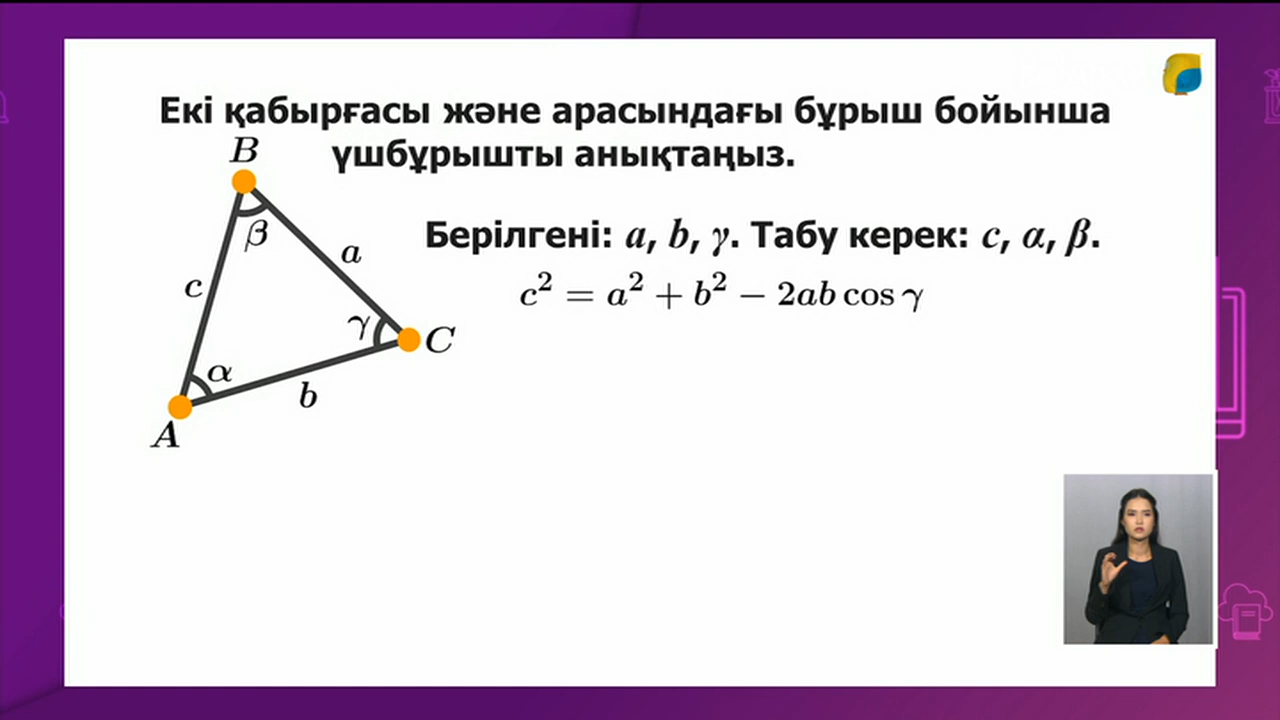 Екі қабырғасы және арасындағы бұрыш бойынша
үшбұрышты анықтаңыз.
B
β
Берілгені: a, b, γ. Табу керек: c, α, β.
a
c
c² = a² + b² − 2ab cos γ
γ
C
α
b
A